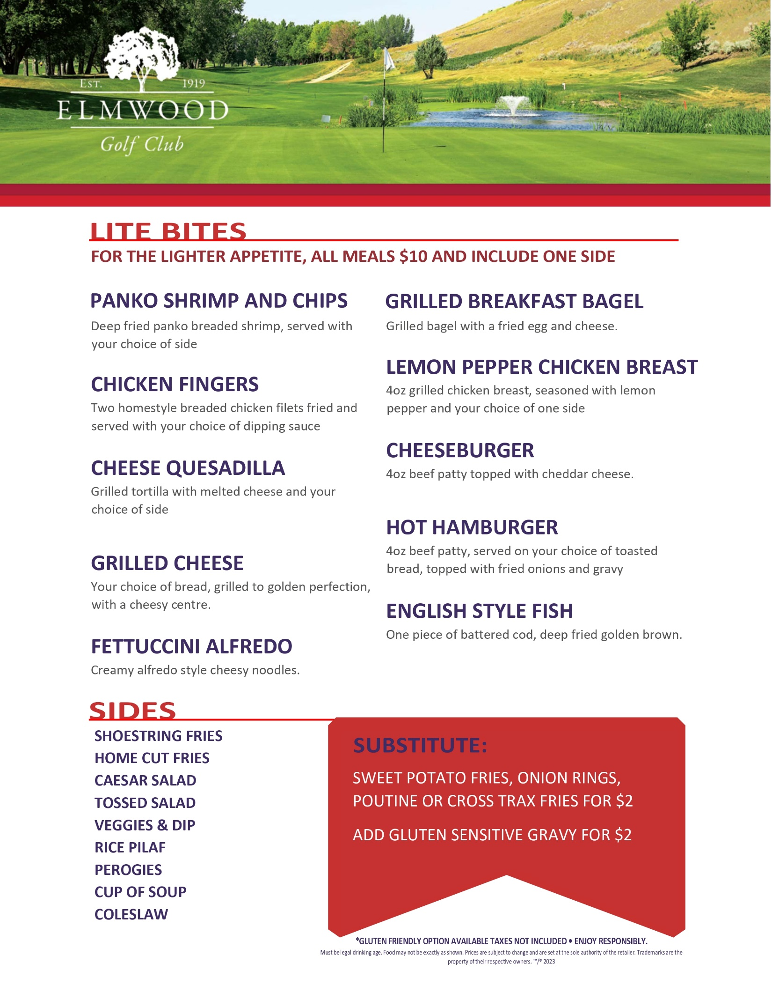 EST. 1919
ELMWOOD
Golf Club
LITE BITES
FOR THE LIGHTER APPETITE, ALL MEALS $10 AND INCLUDE ONE SIDE
PANKO SHRIMP AND CHIPS
Deep fried panko breaded shrimp, served with
your choice of side
CHICKEN FINGERS
Two homestyle breaded chicken filets fried and
served with your choice of dipping sauce
CHEESE QUESADILLA
Grilled tortilla with melted cheese and your
choice of side
GRILLED CHEESE
Your choice of bread, grilled to golden perfection,
with a cheesy centre.
FETTUCCINI ALFREDO
Creamy alfredo style cheesy noodles.
GRILLED BREAKFAST BAGEL
Grilled bagel with a fried egg and cheese.
LEMON PEPPER CHICKEN BREAST
4oz grilled chicken breast, seasoned with lemon
pepper and your choice of one side
CHEESEBURGER
4oz beef patty topped with cheddar cheese.
HOT HAMBURGER
4oz beef patty, served on your choice of toasted
bread, topped with fried onions and gravy
ENGLISH STYLE FISH
One piece of battered cod, deep fried golden brown.
SIDES
SHOESTRING FRIES
HOME CUT FRIES
CAESAR SALAD
TOSSED SALAD
VEGGIES & DIP
RICE PILAF
PEROGIES
CUP OF SOUP
COLESLAW
SUBSTITUTE:
SWEET POTATO FRIES, ONION RINGS,
POUTINE OR CROSS TRAX FRIES FOR $2
ADD GLUTEN SENSITIVE GRAVY FOR $2
*GLUTEN FRIENDLY OPTION AVAILABLE TAXES NOT INCLUDED • ENJOY RESPONSIBLY.
Must be legal drinking age. Food may not be exactly as shown. Prices are subject to change and are set at the sole authority of the retailer. Trademarks are the
property of their respective owners. ™/® 2023